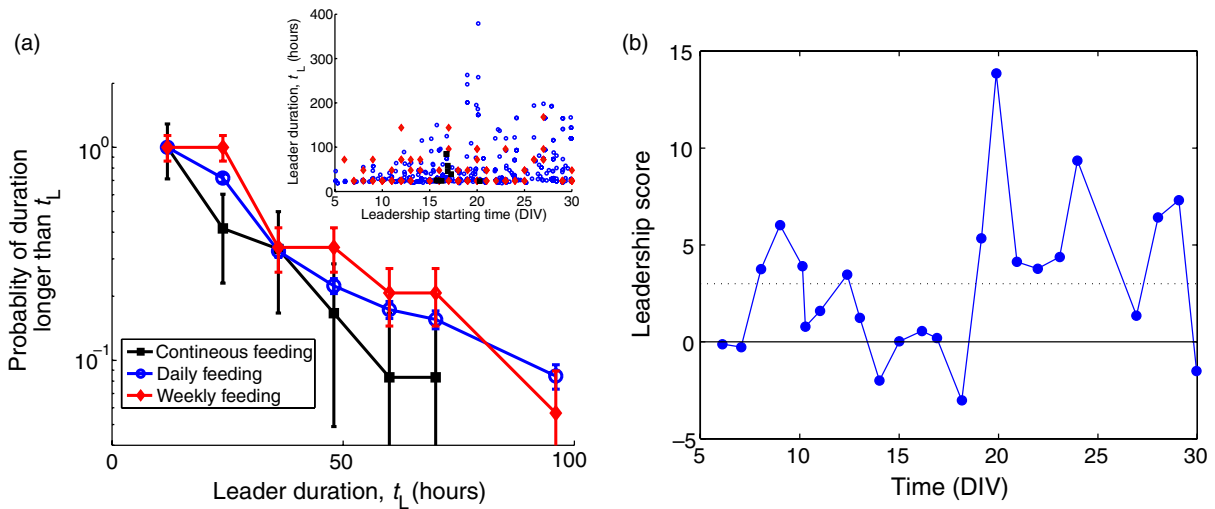 (a)
Probablity of duration
longer than t_L
10^0
10^-1
Contineous feeding
Daily feeding
Weekly feeding
0
50
100
Leader duration, t_L (hours)
Leader duration, t_L (hours)
400
300
200
100
0
5
10
15
20
25
30
Leadership starting time (DIV)
(b)
Leadership score
15
10
5
0
−5
5
10
15
20
25
30
Time (DIV)